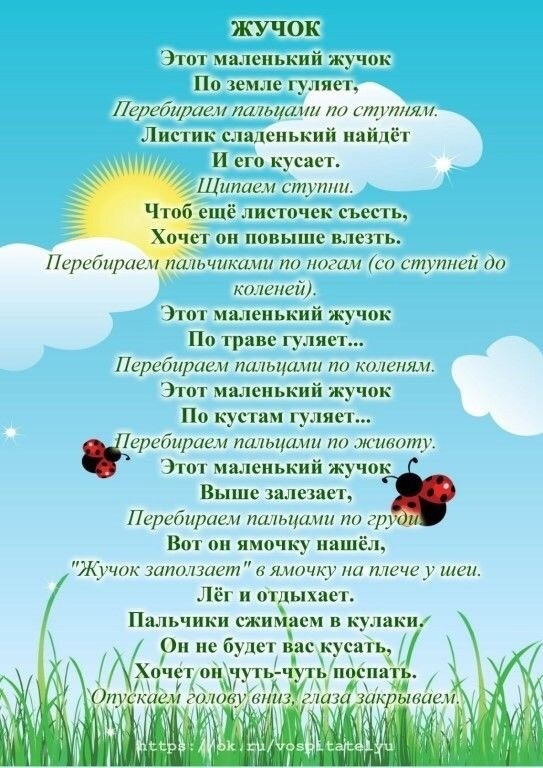 ЖУЧОК
Этот маленький жучок
По земле гуляет,
Перебираем пальцами по ступням.
Листик сладенький найдёт
И его кусает.
Щипаем ступни.
Чтоб ещё листочек съесть,
Хочет он повыше влезть.
Перебираем пальчиками по ногам (со ступней до
коленей).
Этот маленький жучок
По траве гуляет...
Перебираем пальцами по коленям.
Этот маленький жучок
По кустам гуляет...
Перебираем пальцами по животу.
Этот маленький жучок
Выше залезает,
Перебираем пальцами по груди.
Вот он ямочку нашёл,
"Жучок заползает" в ямочку на плече у шеи.
Лёг и отдыхает.
Пальчики сжимаем в кулаки.
Он не будет вас кусать,
Хочет он чуть-чуть поспать.
Опускаем голову вниз, глаза закрываем.
https://ok.ru/vospitatelyu